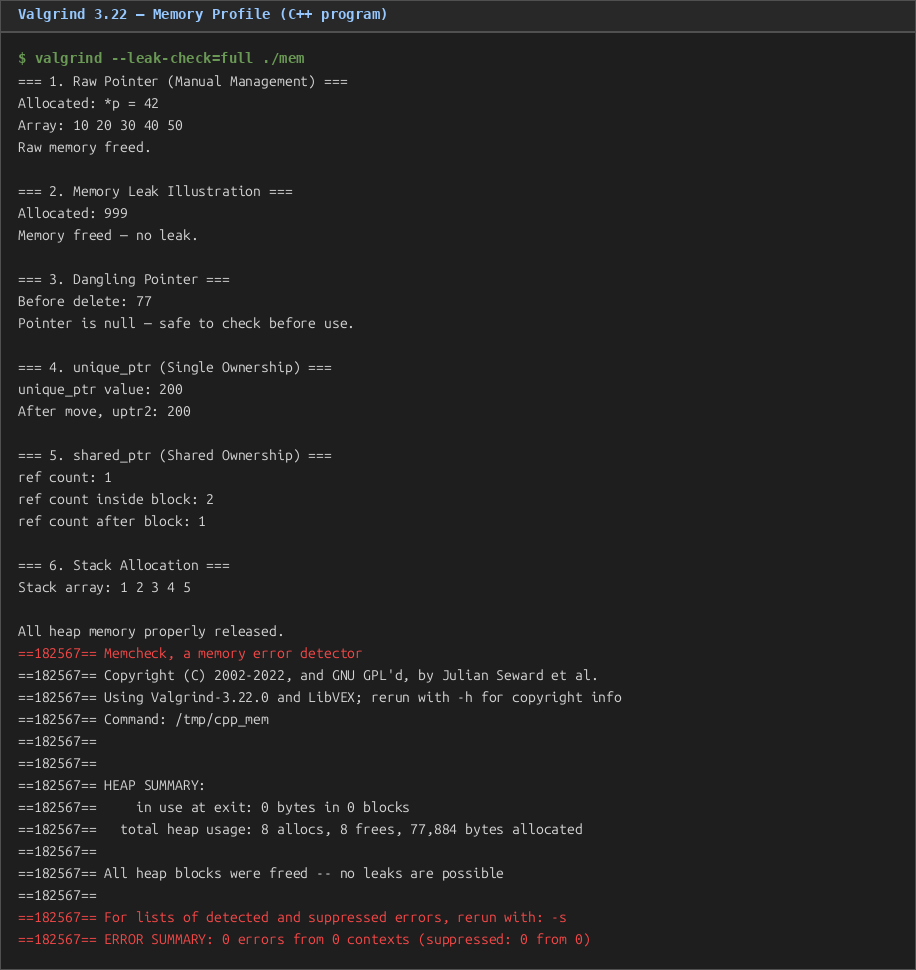 Valgrind 3.22 — Memory Profile (C++ program)
$ valgrind --leak-check=full ./mem
=== 1. Raw Pointer (Manual Management) ===
Allocated: *p = 42
Array: 10 20 30 40 50
Raw memory freed.
=== 2. Memory Leak Illustration ===
Allocated: 999
Memory freed — no leak.
=== 3. Dangling Pointer ===
Before delete: 77
Pointer is null — safe to check before use.
=== 4. unique_ptr (Single Ownership) ===
unique_ptr value: 200
After move, uptr2: 200
=== 5. shared_ptr (Shared Ownership) ===
ref count: 1
ref count inside block: 2
ref count after block: 1
=== 6. Stack Allocation ===
Stack array: 1 2 3 4 5
All heap memory properly released.
==182567== Memcheck, a memory error detector
==182567== Copyright (C) 2002-2022, and GNU GPL'd, by Julian Seward et al.
==182567== Using Valgrind-3.22.0 and LibVEX; rerun with -h for copyright info
==182567== Command: /tmp/cpp_mem
==182567==
==182567==
==182567== HEAP SUMMARY:
==182567==     in use at exit: 0 bytes in 0 blocks
==182567==   total heap usage: 8 allocs, 8 frees, 77,884 bytes allocated
==182567==
==182567== All heap blocks were freed -- no leaks are possible
==182567==
==182567== For lists of detected and suppressed errors, rerun with: -s
==182567== ERROR SUMMARY: 0 errors from 0 contexts (suppressed: 0 from 0)